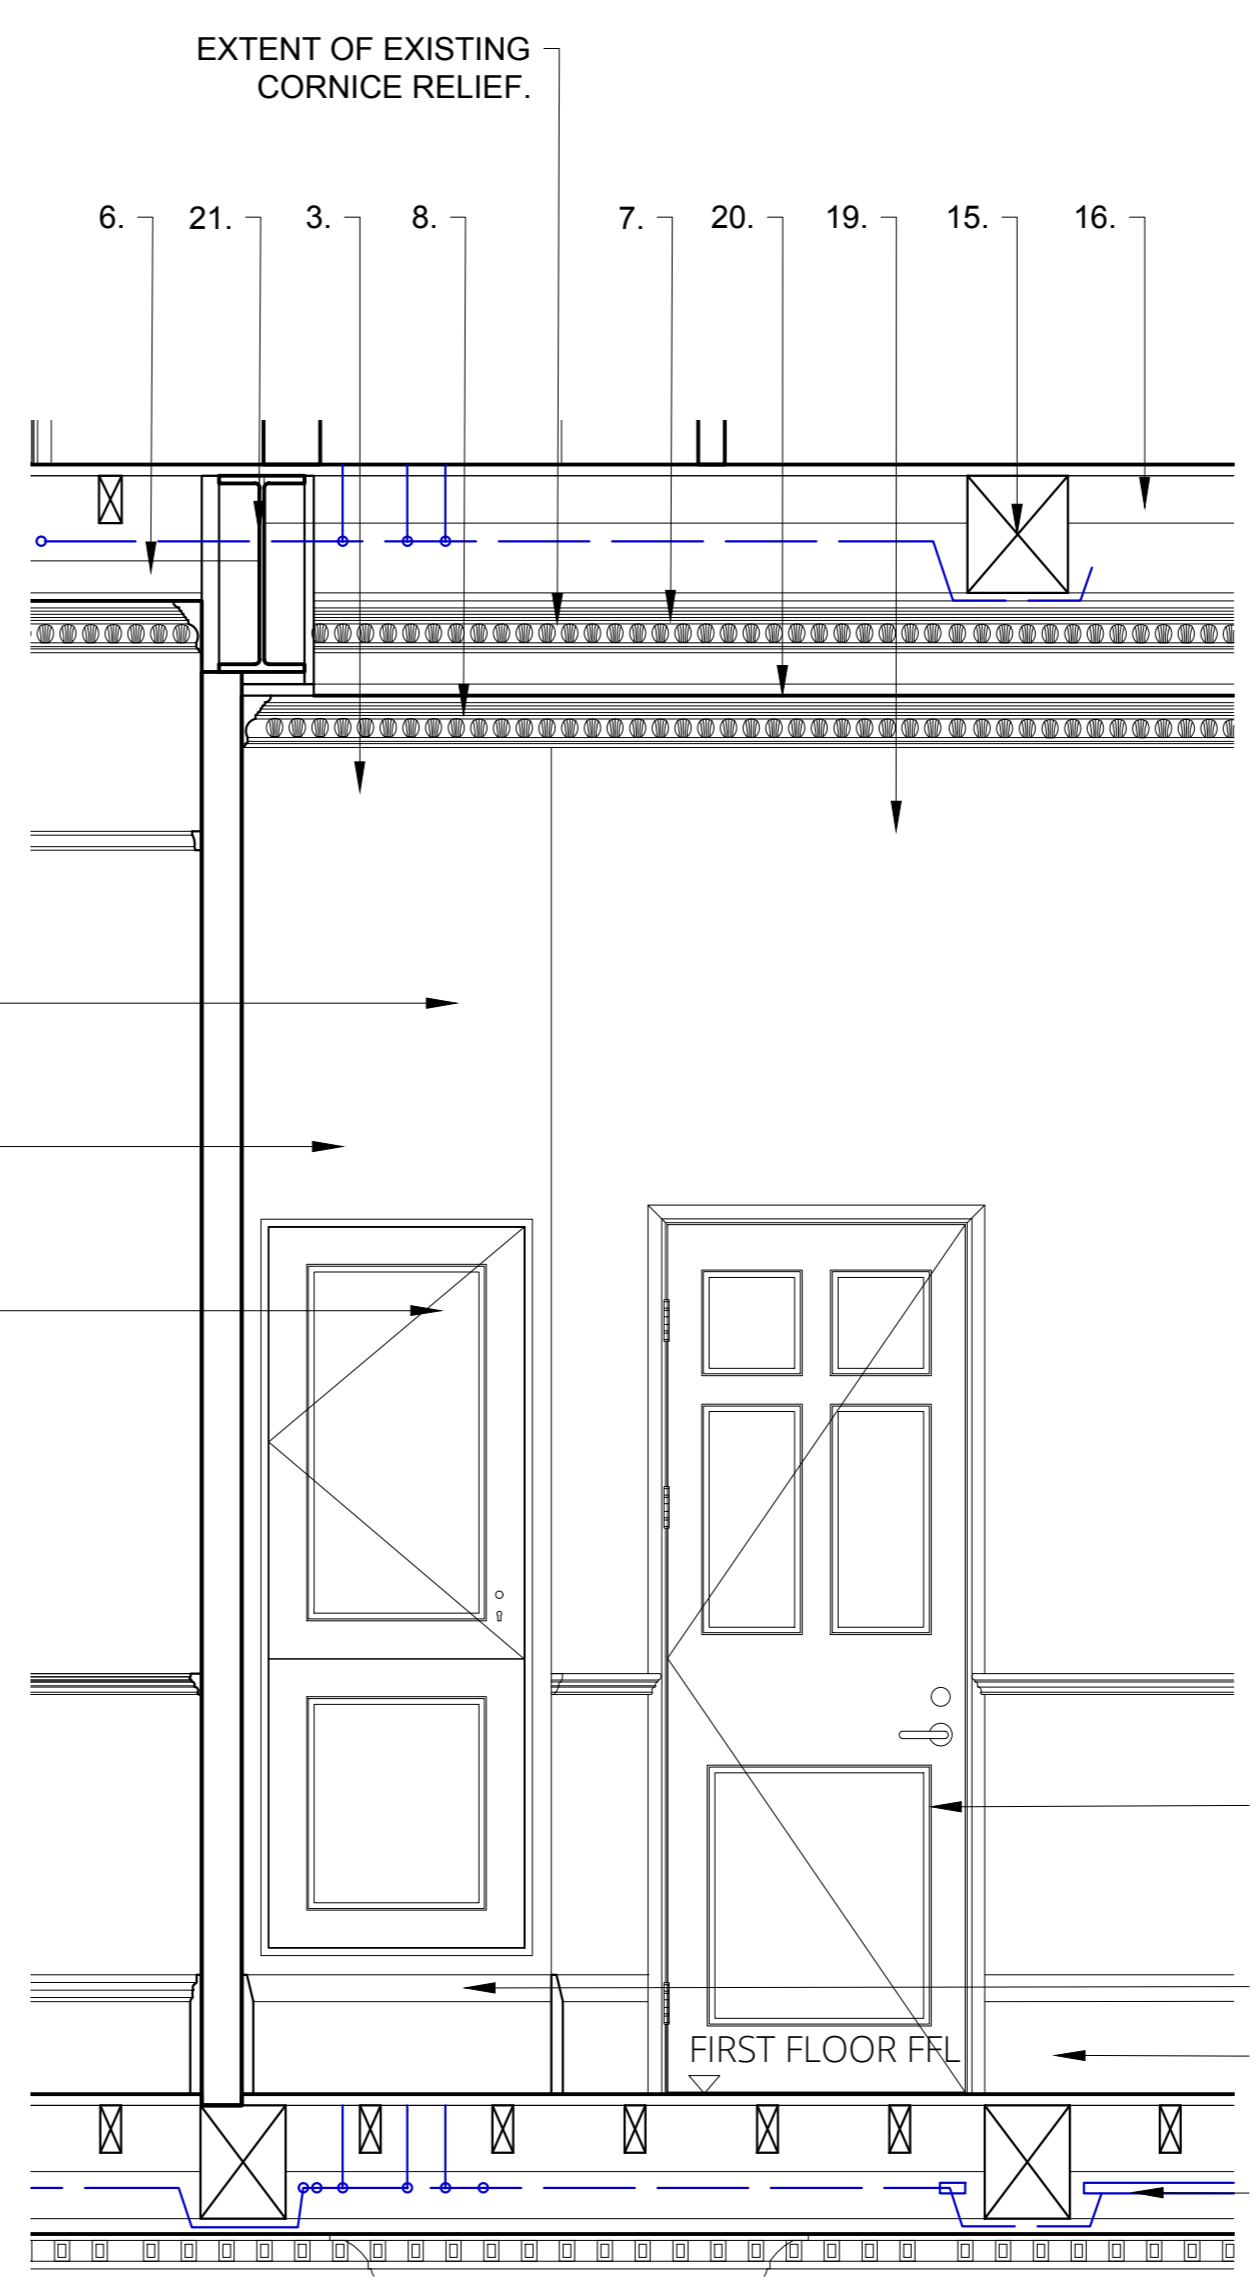 EXTENT OF EXISTING
CORNICE RELIEF.
6. 21. 3. 8. 7. 20. 19. 15. 16.
FIRST FLOOR FFL